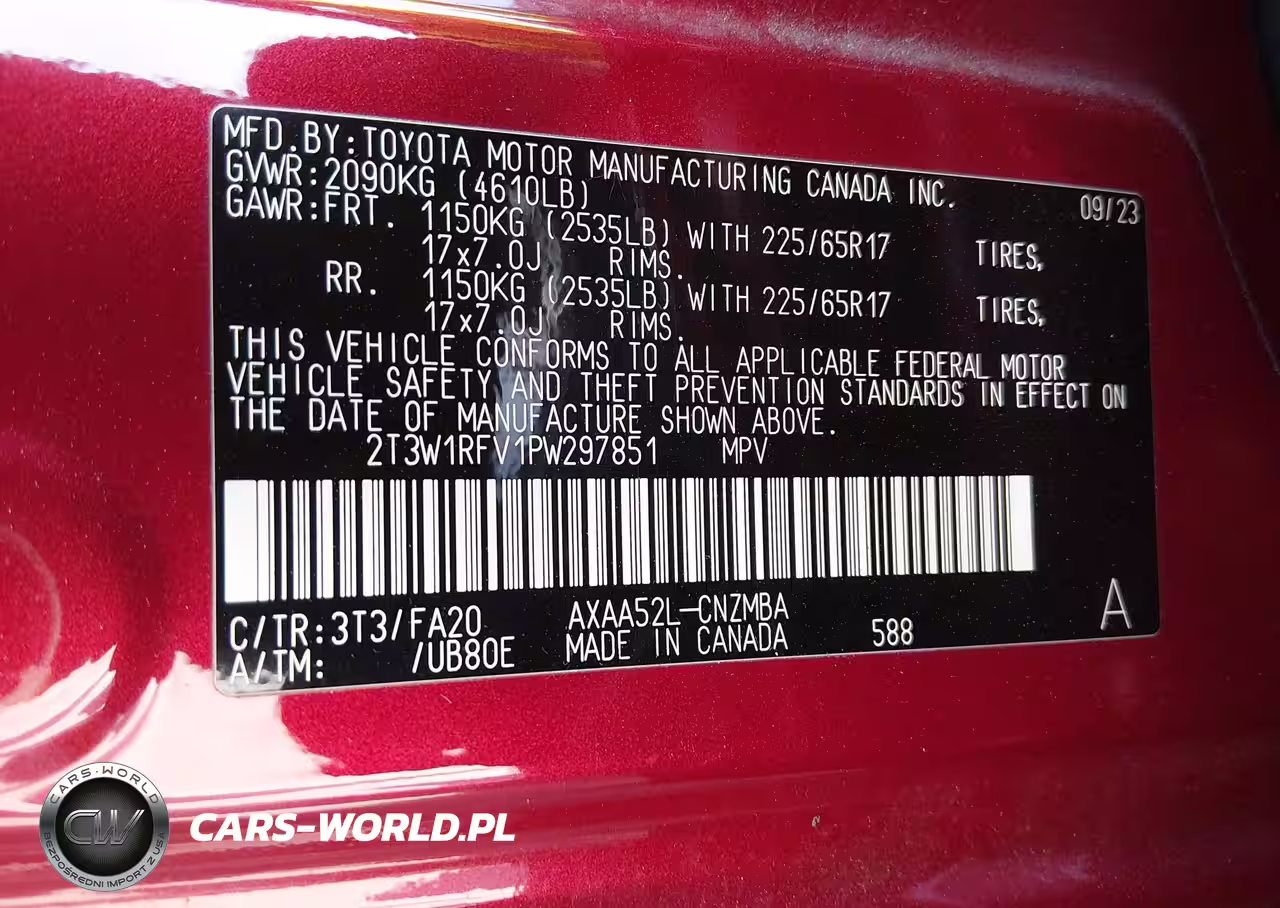 MFD.BY:TOYOTA MOTOR MANUFACTURING CANADA INC.
GVWR:2090KG (4610LB) 09/23
GAWR:FRT. 1150KG (2535LB) WITH 225/65R17 TIRES,
17x7.0J RIMS.
RR. 1150KG (2535LB) WITH 225/65R17 TIRES,
17x7.0J RIMS.
THIS VEHICLE CONFORMS TO ALL APPLICABLE FEDERAL MOTOR
VEHICLE SAFETY AND THEFT PREVENTION STANDARDS IN EFFECT ON
THE DATE OF MANUFACTURE SHOWN ABOVE.
2T3W1RFV1PW297851 MPV
C/TR:3T3/FA20 AXAA52L-CNZMBA
A/TM: /UB80E MADE IN CANADA 588 A
CARS-WORLD
CW
BEZPOŚREDNI IMPORT Z USA
CARS-WORLD.PL